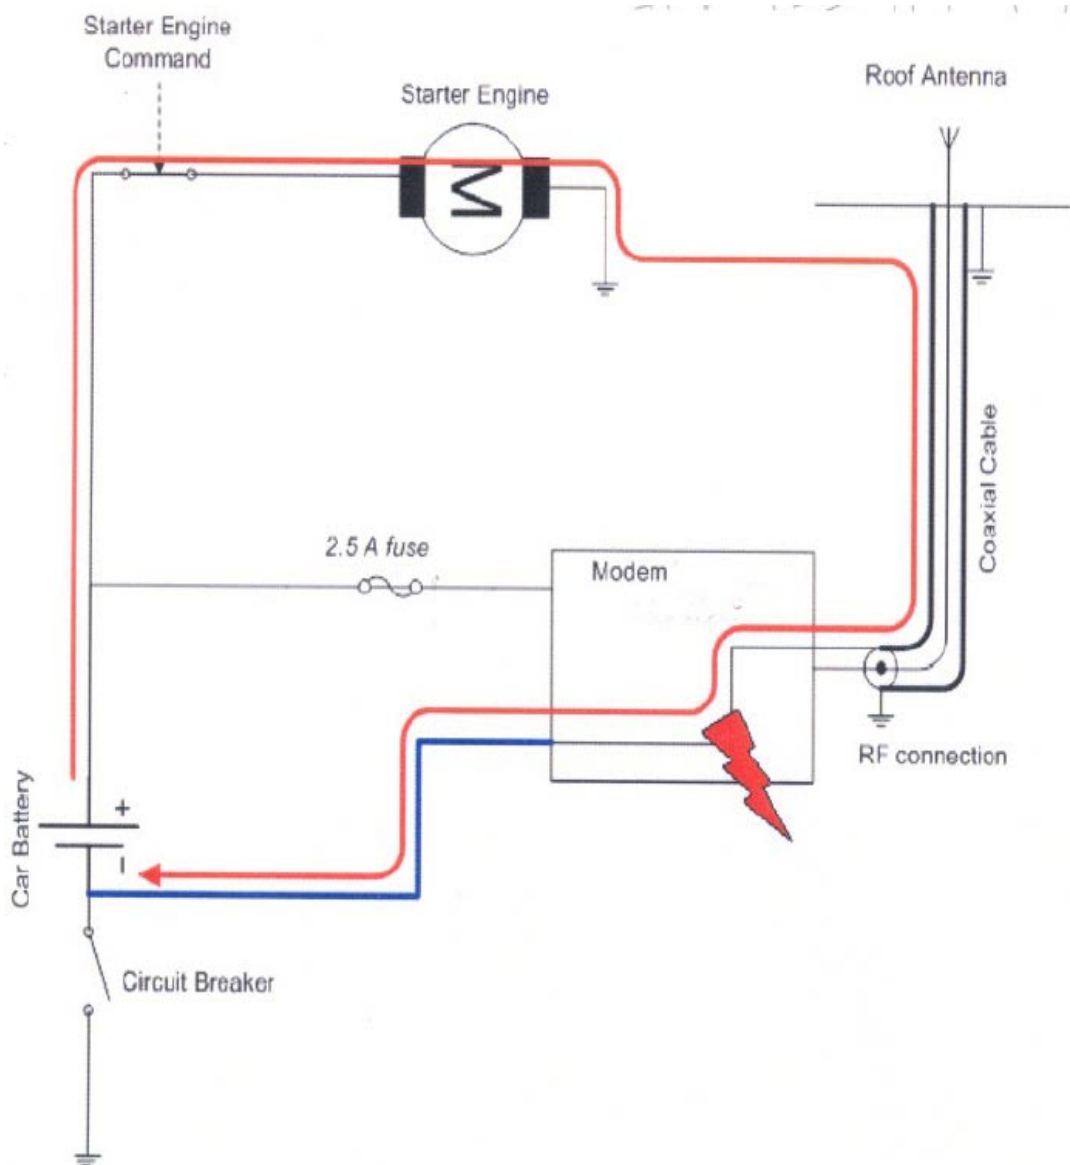 Starter Engine
Command
Starter Engine
Roof Antenna
M
Coaxial Cable
2.5 A fuse
Modem
RF connection
Car Battery
+
-
Circuit Breaker